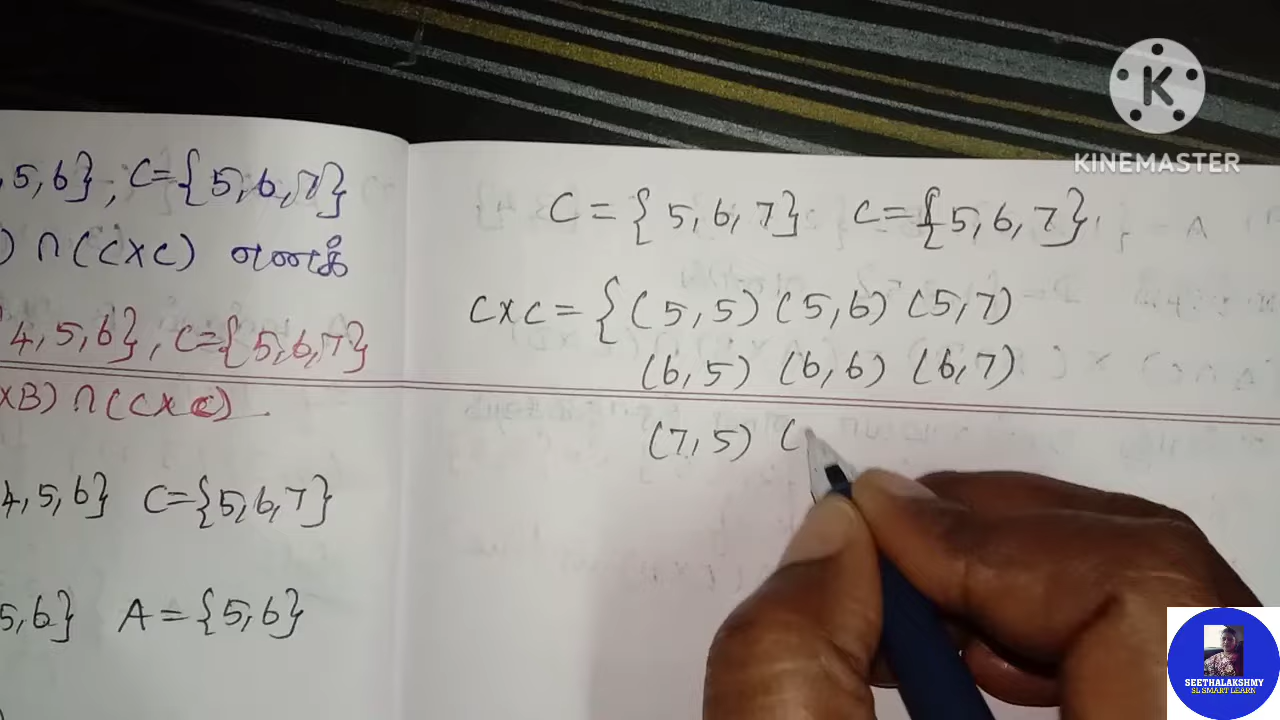 ,5,6}, C={5,6,7}
) ∩ (C×C) எனக்
4,5,6}, C={5,6,7}
×B) ∩ (C×C)
4,5,6} C={5,6,7}
5,6} A={5,6}
C={5,6,7} C={5,6,7}
C×C={(5,5) (5,6) (5,7)
(6,5) (6,6) (6,7)
(7,5) (
KINEMASTER
SEETHALAKSHMY
SL SMART LEARN